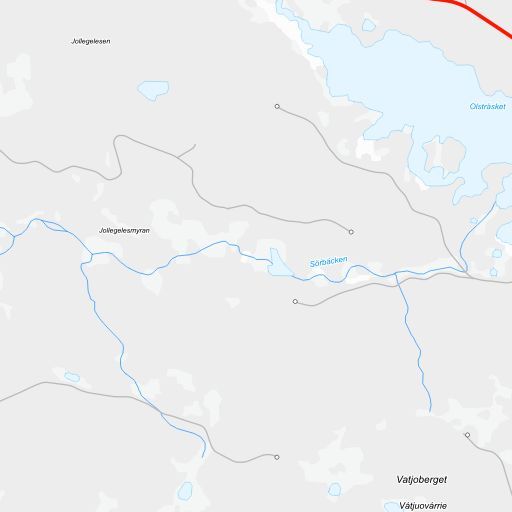 Jollegelesen
Olsträsket
Jollegelesmyran
Sörbäcken
Vatjoberget
Vátjuovárrie